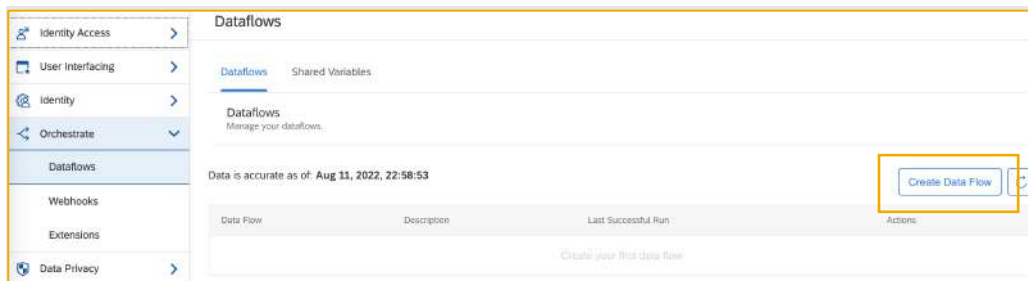 Identity Access
User Interfacing
Identity
Orchestrate
Dataflows
Webhooks
Extensions
Data Privacy
Dataflows
Dataflows Shared Variables
Dataflows
Manage your dataflows.
Data is accurate as of: Aug 11, 2022, 22:58:53
Create Data Flow
Data Flow Description Last Successful Run Actions
Create your first data flow